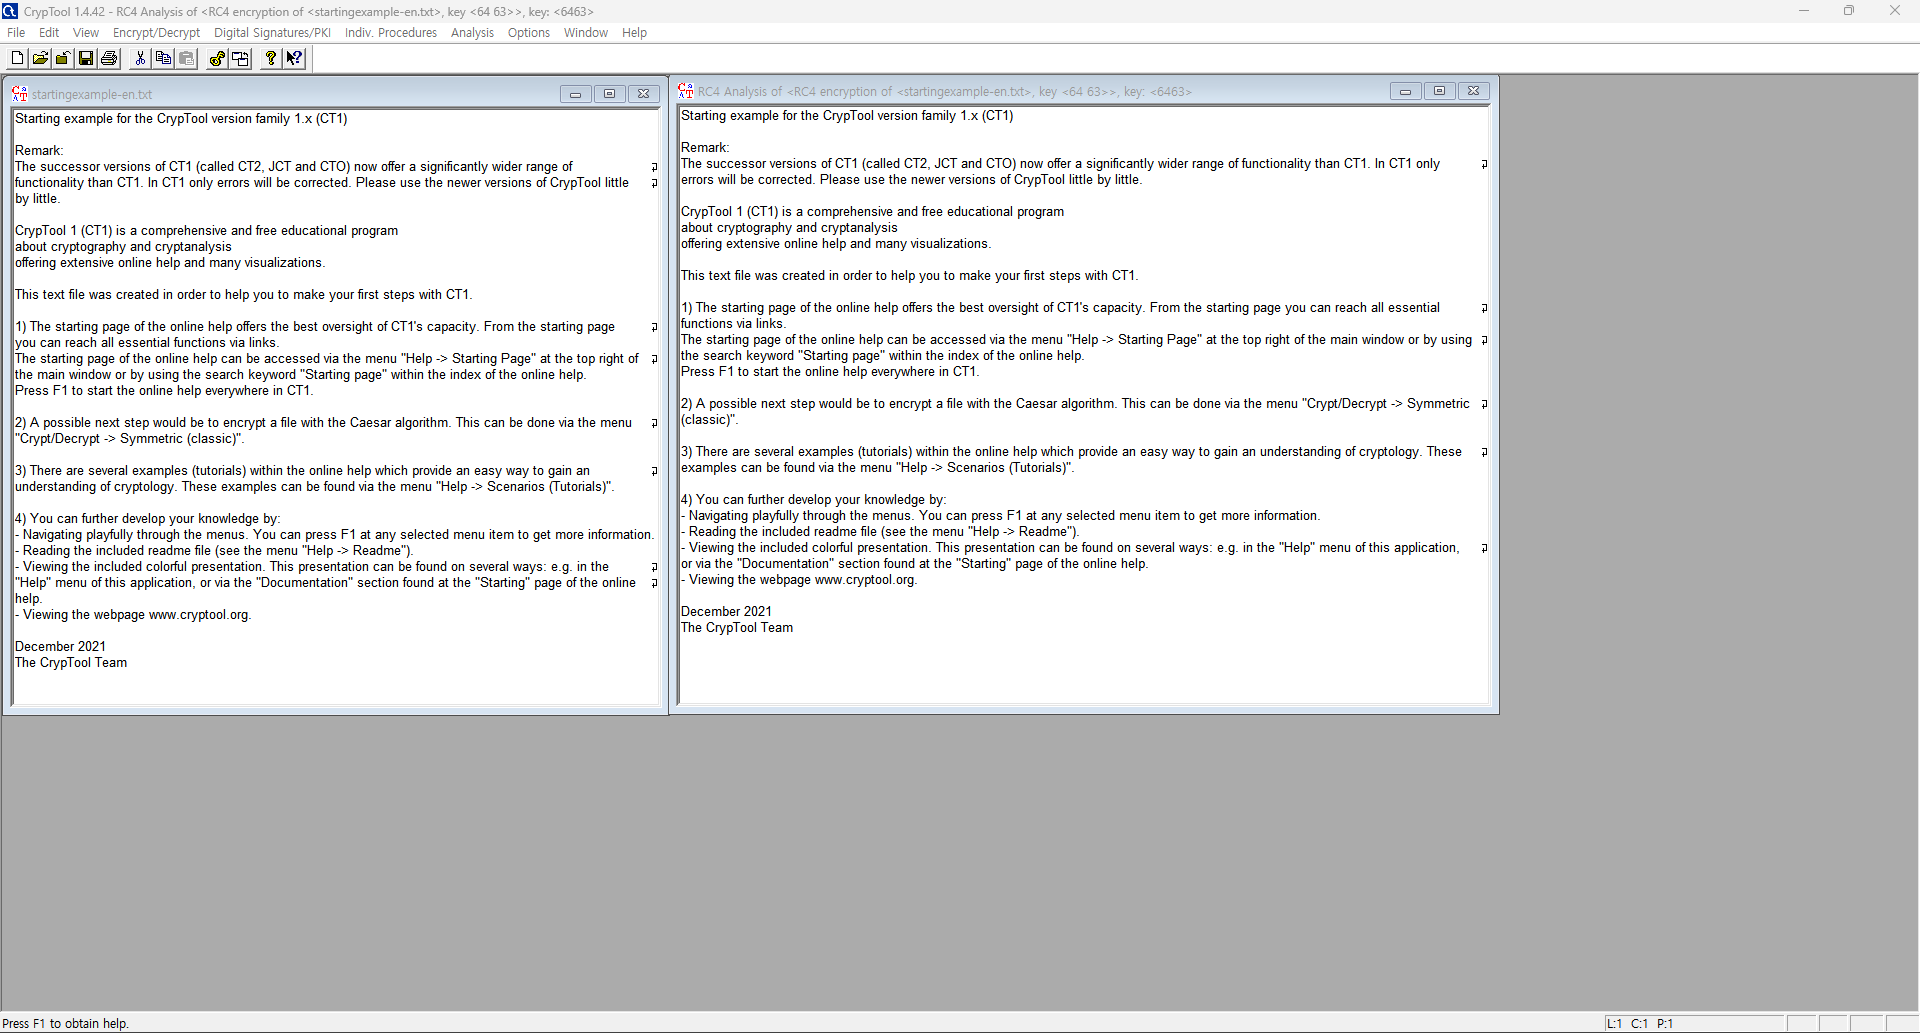 CrypTool 1.4.42 - RC4 Analysis of <RC4 encryption of <startingexample-en.txt>, key <64 63>>, key: <6463>
File Edit View Encrypt/Decrypt Digital Signatures/PKI Indiv. Procedures Analysis Options Window Help
startingexample-en.txt
Starting example for the CrypTool version family 1.x (CT1)
Remark:
The successor versions of CT1 (called CT2, JCT and CTO) now offer a significantly wider range of
functionality than CT1. In CT1 only errors will be corrected. Please use the newer versions of CrypTool little
by little.
CrypTool 1 (CT1) is a comprehensive and free educational program
about cryptography and cryptanalysis
offering extensive online help and many visualizations.
This text file was created in order to help you to make your first steps with CT1.
1) The starting page of the online help offers the best oversight of CT1's capacity. From the starting page
you can reach all essential functions via links.
The starting page of the online help can be accessed via the menu "Help -> Starting Page" at the top right of
the main window or by using the search keyword "Starting page" within the index of the online help.
Press F1 to start the online help everywhere in CT1.
2) A possible next step would be to encrypt a file with the Caesar algorithm. This can be done via the menu
"Crypt/Decrypt -> Symmetric (classic)".
3) There are several examples (tutorials) within the online help which provide an easy way to gain an
understanding of cryptology. These examples can be found via the menu "Help -> Scenarios (Tutorials)".
4) You can further develop your knowledge by:
- Navigating playfully through the menus. You can press F1 at any selected menu item to get more information.
- Reading the included readme file (see the menu "Help -> Readme").
- Viewing the included colorful presentation. This presentation can be found on several ways: e.g. in the
"Help" menu of this application, or via the "Documentation" section found at the "Starting" page of the online
help.
- Viewing the webpage www.cryptool.org.
December 2021
The CrypTool Team
RC4 Analysis of <RC4 encryption of <startingexample-en.txt>, key <64 63>>, key: <6463>
Starting example for the CrypTool version family 1.x (CT1)
Remark:
The successor versions of CT1 (called CT2, JCT and CTO) now offer a significantly wider range of functionality than CT1. In CT1 only
errors will be corrected. Please use the newer versions of CrypTool little by little.
CrypTool 1 (CT1) is a comprehensive and free educational program
about cryptography and cryptanalysis
offering extensive online help and many visualizations.
This text file was created in order to help you to make your first steps with CT1.
1) The starting page of the online help offers the best oversight of CT1's capacity. From the starting page you can reach all essential
functions via links.
The starting page of the online help can be accessed via the menu "Help -> Starting Page" at the top right of the main window or by using
the search keyword "Starting page" within the index of the online help.
Press F1 to start the online help everywhere in CT1.
2) A possible next step would be to encrypt a file with the Caesar algorithm. This can be done via the menu "Crypt/Decrypt -> Symmetric
(classic)".
3) There are several examples (tutorials) within the online help which provide an easy way to gain an understanding of cryptology. These
examples can be found via the menu "Help -> Scenarios (Tutorials)".
4) You can further develop your knowledge by:
- Navigating playfully through the menus. You can press F1 at any selected menu item to get more information.
- Reading the included readme file (see the menu "Help -> Readme").
- Viewing the included colorful presentation. This presentation can be found on several ways: e.g. in the "Help" menu of this application,
or via the "Documentation" section found at the "Starting" page of the online help.
- Viewing the webpage www.cryptool.org.
December 2021
The CrypTool Team
Press F1 to obtain help.
L:1 C:1 P:1